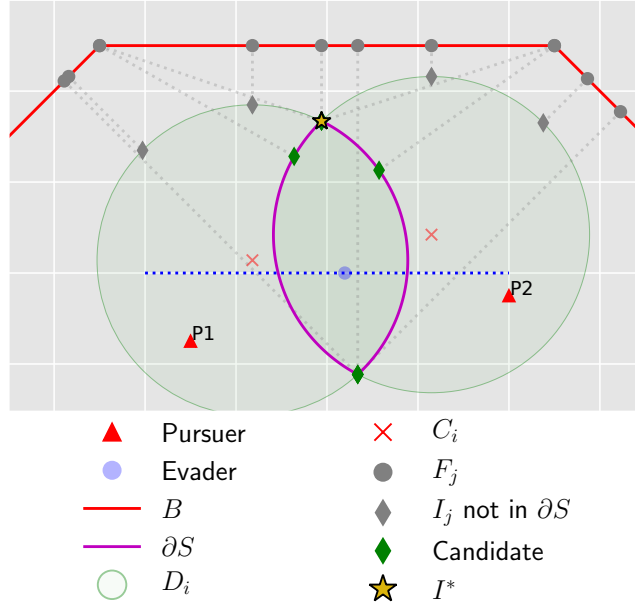 P1
P2
Pursuer
Evader
B
∂S
D_i
C_i
F_j
I_j not in ∂S
Candidate
I*